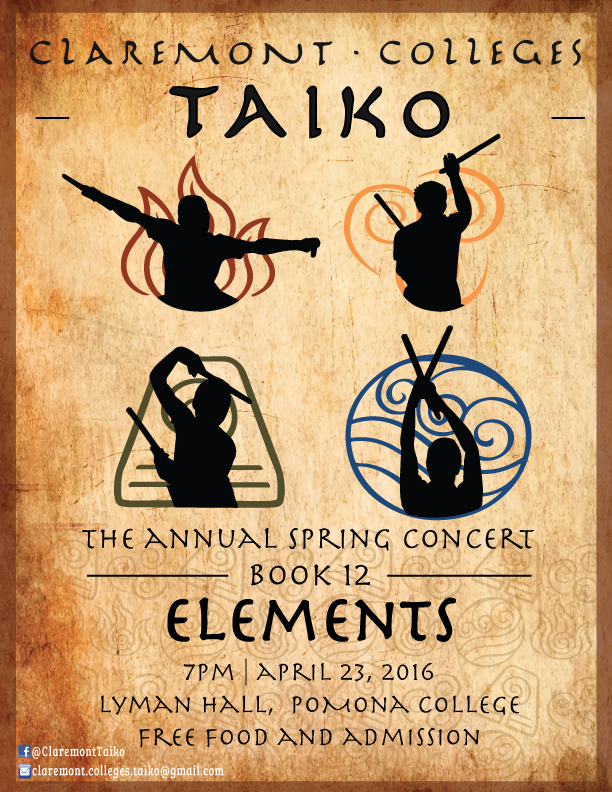 CLAREMONT · COLLEGES
TAIKO
THE ANNUAL SPRING CONCERT
BOOK 12
ELEMENTS
7PM | APRIL 23, 2016
LYMAN HALL, POMONA COLLEGE
FREE FOOD AND ADMISSION
@ClaremontTaiko
claremont.colleges.taiko@gmail.com